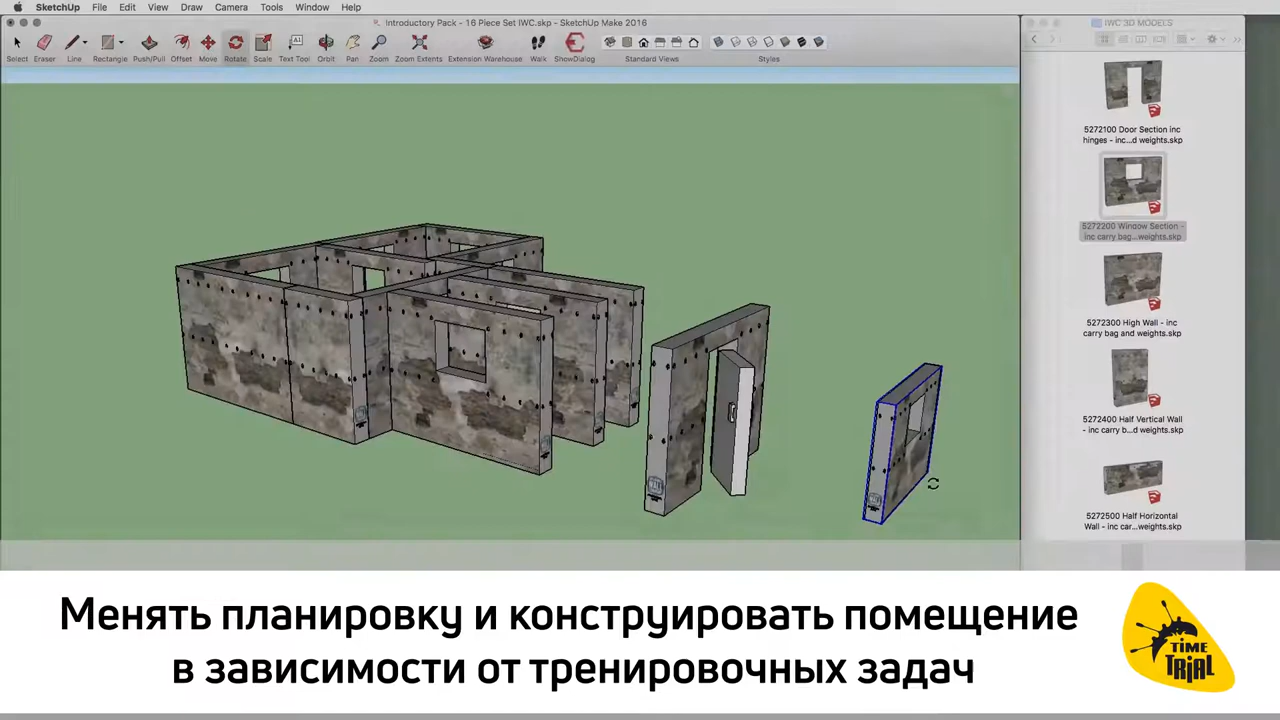 SketchUp File Edit View Draw Camera Tools Window Help
Introductory Pack - 16 Piece Set IWC.skp - SketchUp Make 2016
Select Eraser Line Rectangle Push/Pull Offset Move Rotate Scale Text Tool Orbit Pan Zoom Zoom Extents Extension Warehouse Walk ShowDialog Standard Views Styles
IWC 3D MODELS
5272100 Door Section inc
hinges - inc...d weights.skp
5272200 Window Section -
inc carry bag...weights.skp
5272300 High Wall - inc
carry bag and weights.skp
5272400 Half Vertical Wall
- inc carry b...d weights.skp
5272500 Half Horizontal
Wall - inc car...weights.skp
Менять планировку и конструировать помещение
в зависимости от тренировочных задач
TIME
TRIAL